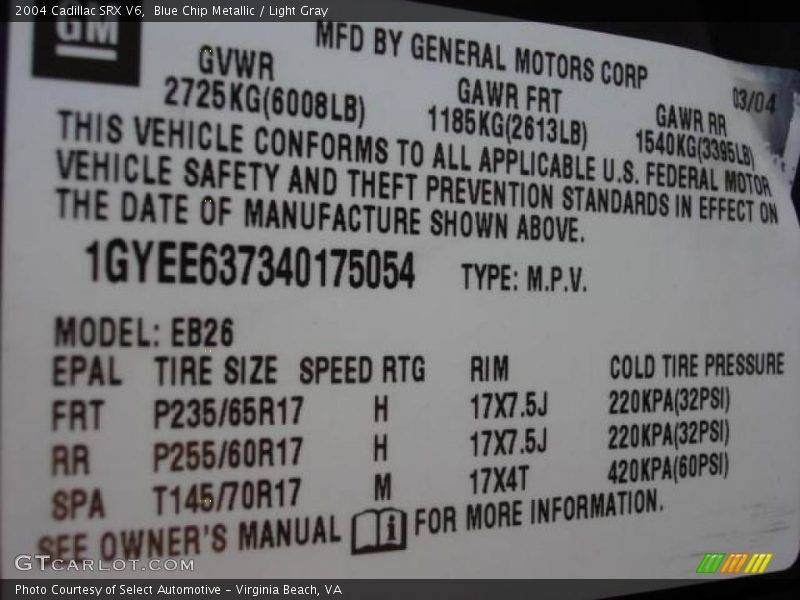 2004 Cadillac SRX V6,  Blue Chip Metallic / Light Gray
GM
MFD BY GENERAL MOTORS CORP
03/04
GVWR
2725KG(6008LB)
GAWR FRT
1185KG(2613LB)
GAWR RR
1540KG(3395LB)
THIS VEHICLE CONFORMS TO ALL APPLICABLE U.S. FEDERAL MOTOR
VEHICLE SAFETY AND THEFT PREVENTION STANDARDS IN EFFECT ON
THE DATE OF MANUFACTURE SHOWN ABOVE.
1GYEE637340175054 TYPE: M.P.V.
MODEL: EB26
EPAL TIRE SIZE SPEED RTG RIM COLD TIRE PRESSURE
FRT P235/65R17 H 17X7.5J 220KPA(32PSI)
RR P255/60R17 H 17X7.5J 220KPA(32PSI)
SPA T145/70R17 M 17X4T 420KPA(60PSI)
SEE OWNER'S MANUAL i FOR MORE INFORMATION.
GTCARLOT.COM
Photo Courtesy of Select Automotive – Virginia Beach, VA